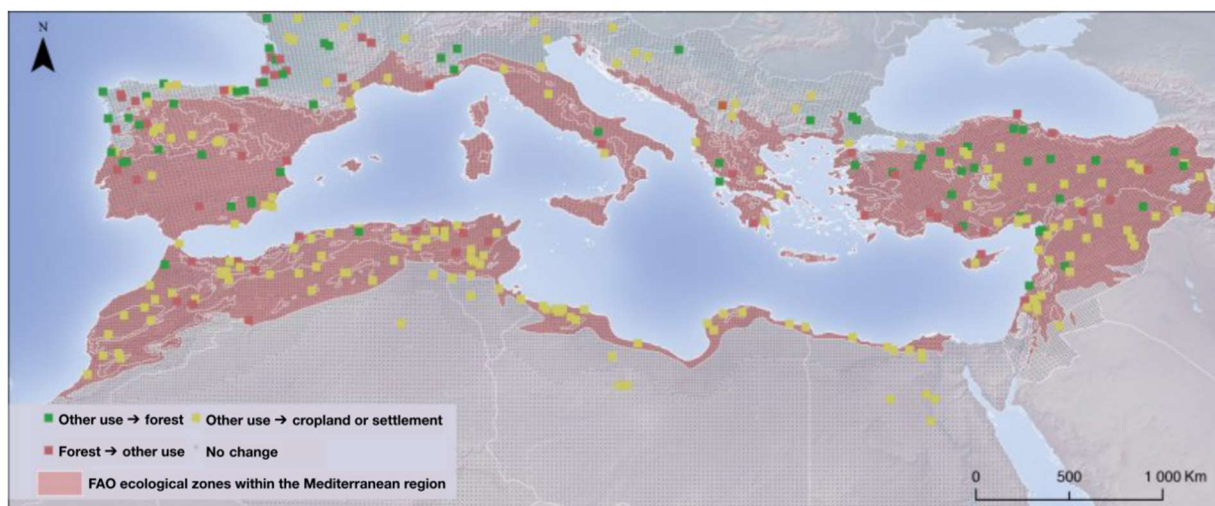 N
Other use → forest
Other use → cropland or settlement
Forest → other use
No change
FAO ecological zones within the Mediterranean region
0 500 1 000 Km